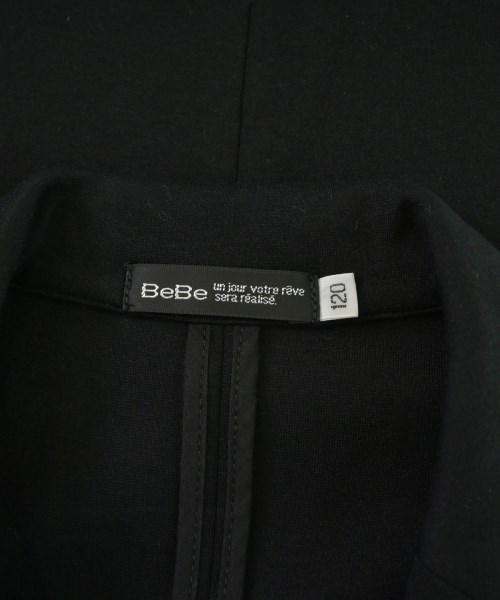 BeBe
un jour votre rêve
sera réalisé.
120